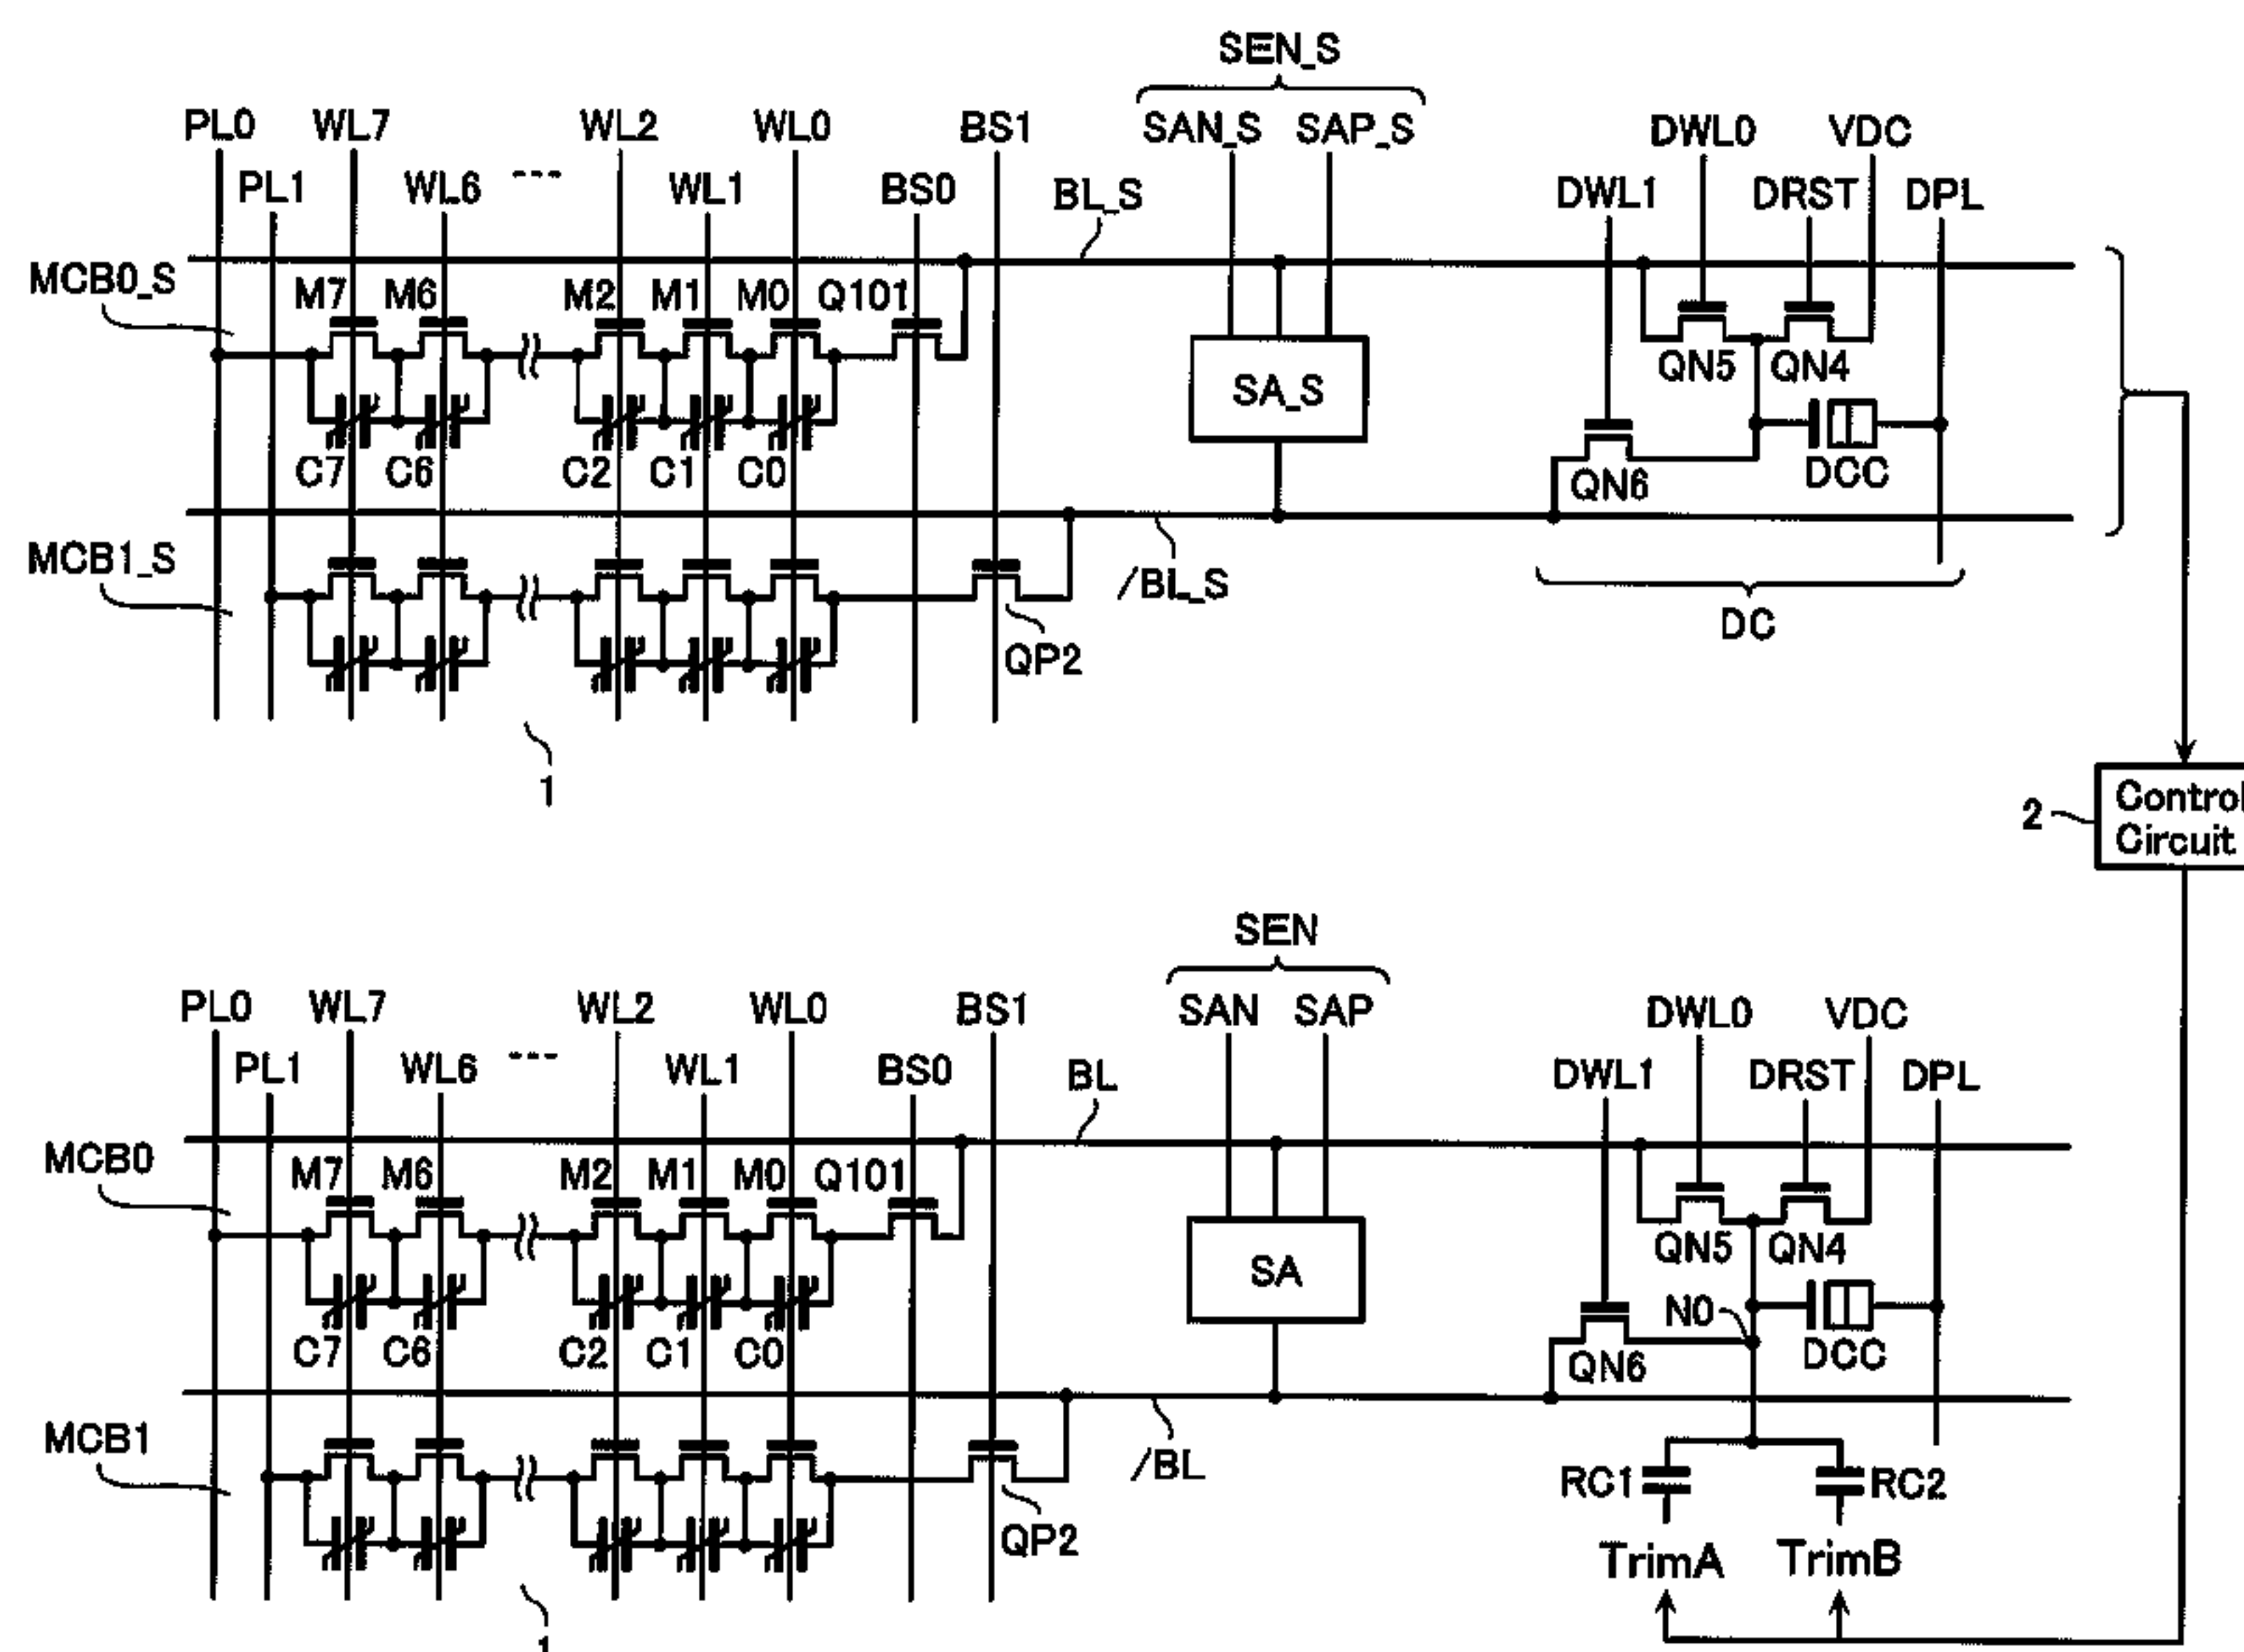 SEN_S
PL0 WL7 WL2 WL0 BS1 SAN_S SAP_S DWL0 VDC
PL1 WL6 --- WL1 BS0 BL_S DWL1 DRST DPL
MCB0_S M7 M6 M2 M1 M0 Q101
QN5 QN4
SA_S
C7 C6 C2 C1 C0 QN6 DCC
MCB1_S /BL_S
DC
QP2
1
2 Control
Circuit
SEN
PL0 WL7 WL2 WL0 BS1 SAN SAP DWL0 VDC
PL1 WL6 --- WL1 BS0 BL DWL1 DRST DPL
MCB0 M7 M6 M2 M1 M0 Q101
QN5 QN4
SA
N0
C7 C6 C2 C1 C0 QN6 DCC
MCB1 /BL
RC1 RC2
QP2
TrimA TrimB
1